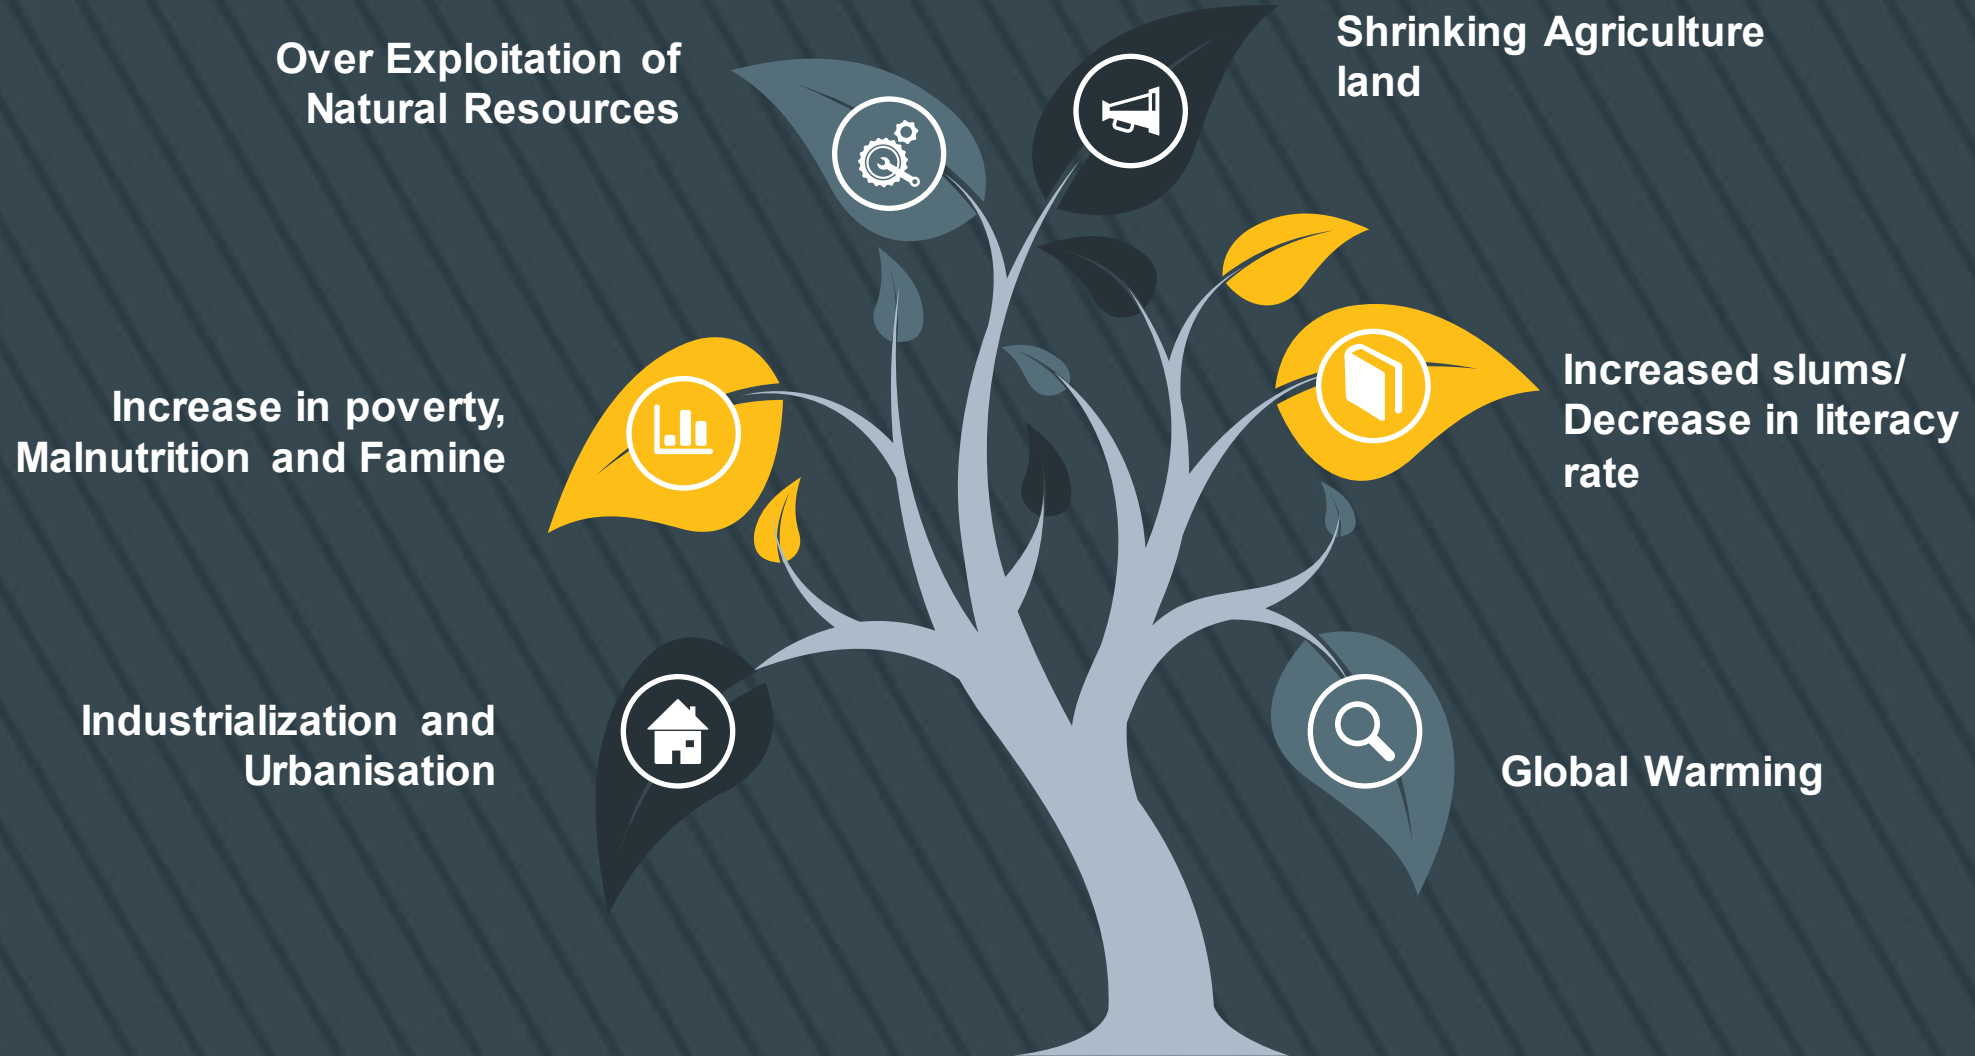 Over Exploitation of
Natural Resources
Shrinking Agriculture
land
Increase in poverty,
Malnutrition and Famine
Increased slums/
Decrease in literacy
rate
Industrialization and
Urbanisation
Global Warming